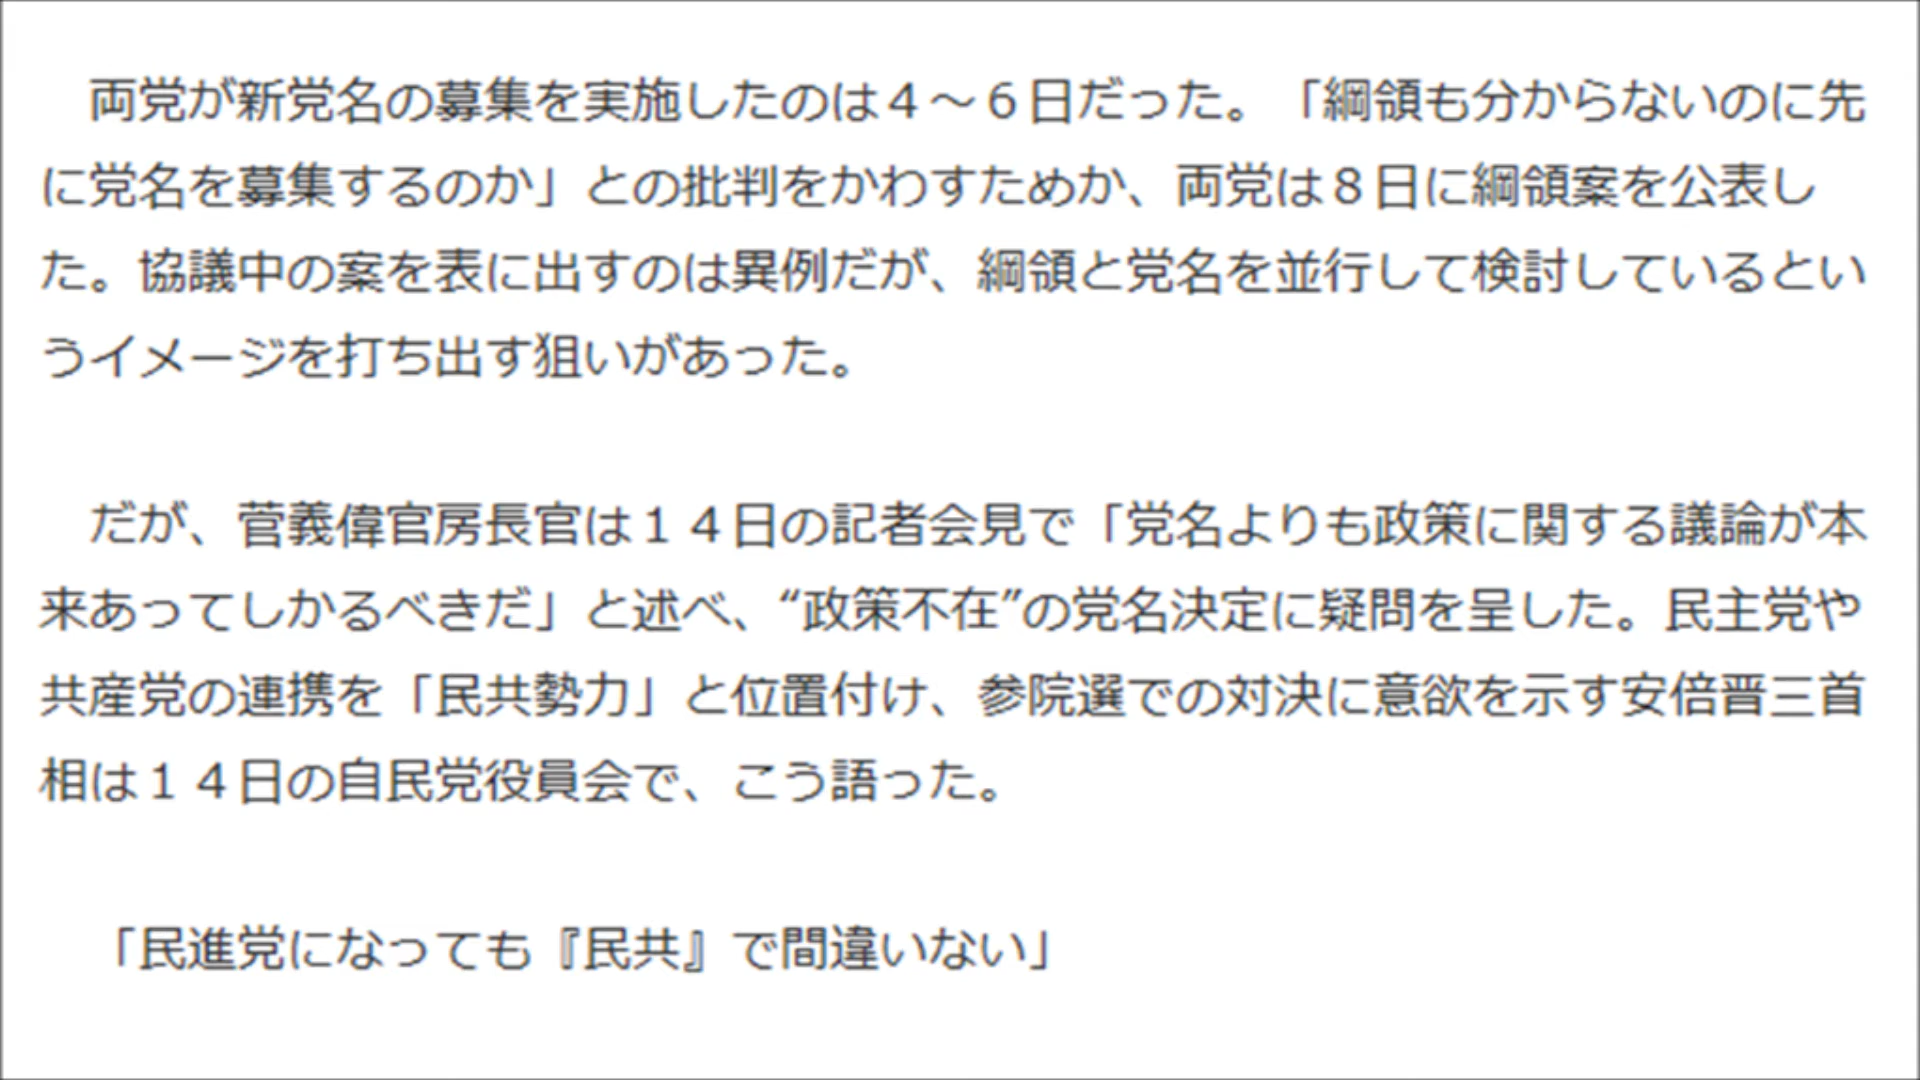 両党が新党名の募集を実施したのは４～６日だった。「綱領も分からないのに先
に党名を募集するのか」との批判をかわすためか、両党は８日に綱領案を公表し
た。協議中の案を表に出すのは異例だが、綱領と党名を並行して検討しているとい
うイメージを打ち出す狙いがあった。
だが、菅義偉官房長官は１４日の記者会見で「党名よりも政策に関する議論が本
来あってしかるべきだ」と述べ、“政策不在”の党名決定に疑問を呈した。民主党や
共産党の連携を「民共勢力」と位置付け、参院選での対決に意欲を示す安倍晋三首
相は１４日の自民党役員会で、こう語った。
「民進党になっても『民共』で間違いない」